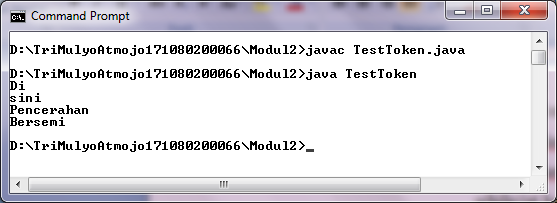 Command Prompt
D:\TriMulyoAtmojo171080200066\Modul2>javac TestToken.java
D:\TriMulyoAtmojo171080200066\Modul2>java TestToken
Di
sini
Pencerahan
Bersemi
D:\TriMulyoAtmojo171080200066\Modul2>_